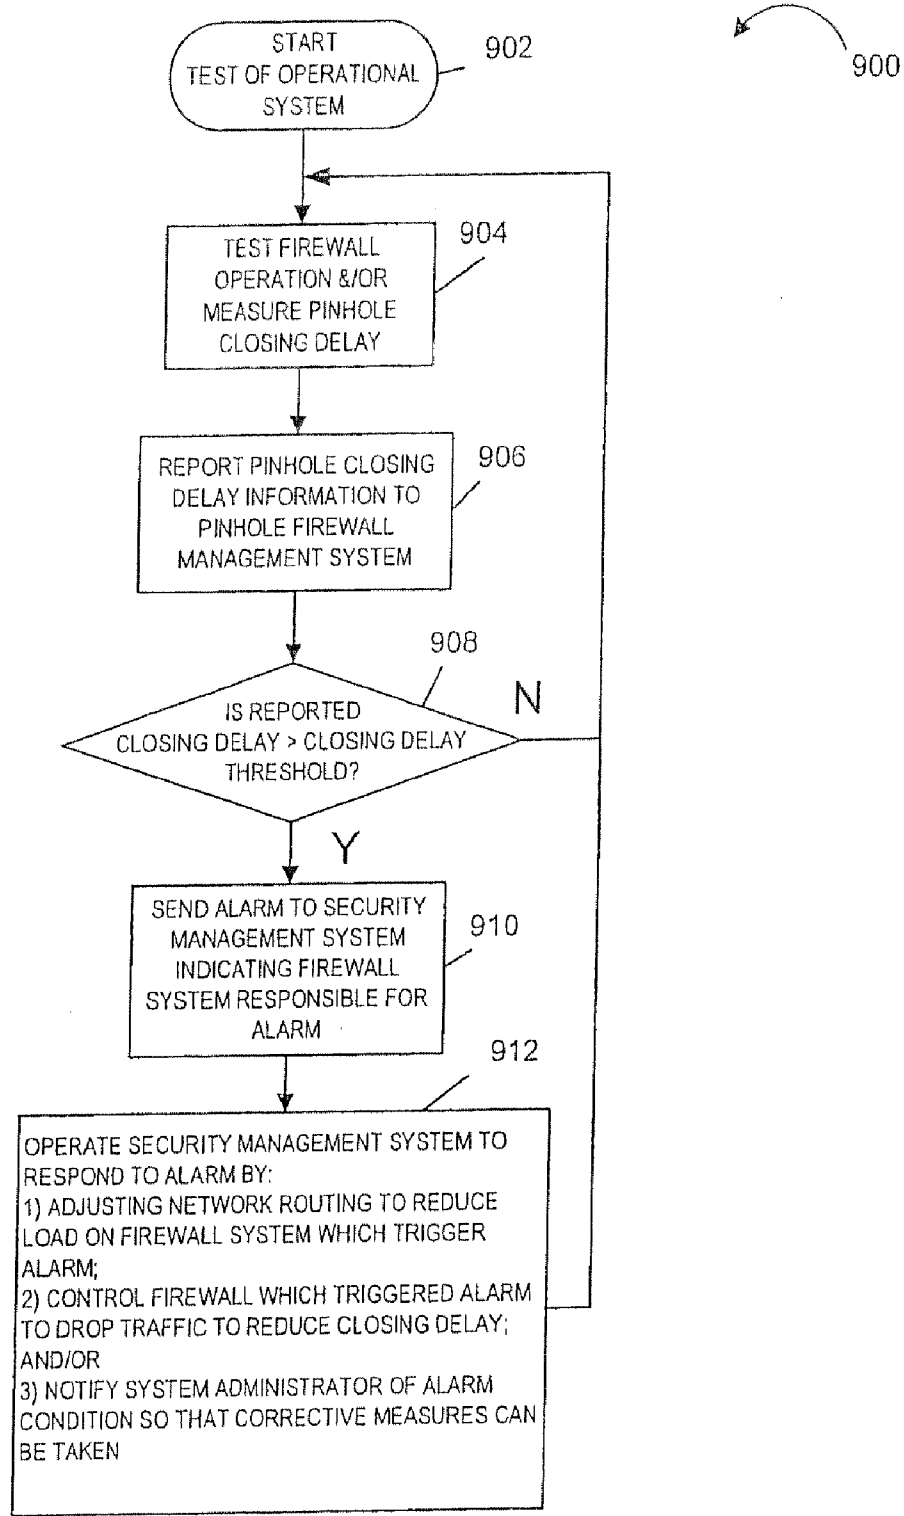 START
TEST OF OPERATIONAL
SYSTEM
902
900
TEST FIREWALL
OPERATION &/OR
MEASURE PINHOLE
CLOSING DELAY
904
REPORT PINHOLE CLOSING
DELAY INFORMATION TO
PINHOLE FIREWALL
MANAGEMENT SYSTEM
906
908
IS REPORTED
CLOSING DELAY > CLOSING DELAY
THRESHOLD?
N
Y
SEND ALARM TO SECURITY
MANAGEMENT SYSTEM
INDICATING FIREWALL
SYSTEM RESPONSIBLE FOR
ALARM
910
912
OPERATE SECURITY MANAGEMENT SYSTEM TO
RESPOND TO ALARM BY:
1) ADJUSTING NETWORK ROUTING TO REDUCE
LOAD ON FIREWALL SYSTEM WHICH TRIGGER
ALARM;
2) CONTROL FIREWALL WHICH TRIGGERED ALARM
TO DROP TRAFFIC TO REDUCE CLOSING DELAY;
AND/OR
3) NOTIFY SYSTEM ADMINISTRATOR OF ALARM
CONDITION SO THAT CORRECTIVE MEASURES CAN
BE TAKEN